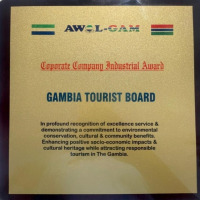 AWOL-GAM
Coporate Company Industrial Award
GAMBIA TOURIST BOARD
In profound recognition of excellence service &
demonstrating a commitment to environmental
conservation, cultural & community benefits.
Enhancing positive socio-economic impacts &
cultural heritage while attracting responsible
tourism in The Gambia.